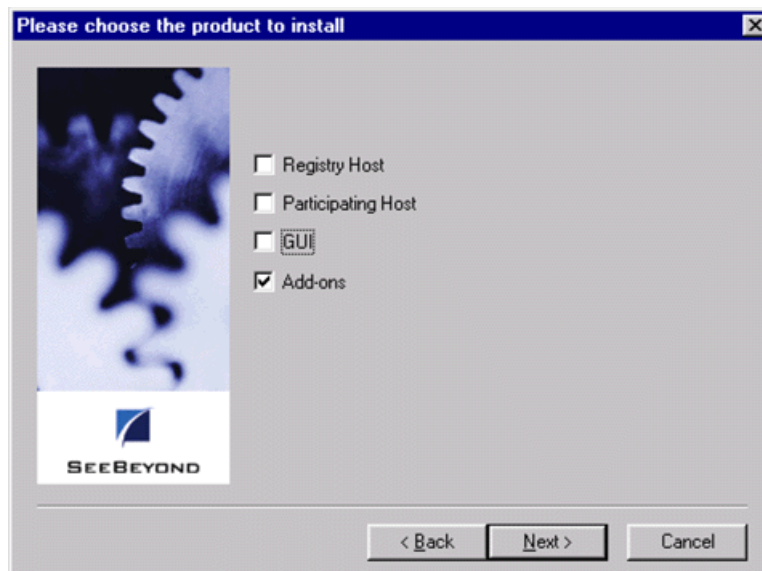 Please choose the product to install
Registry Host
Participating Host
GUI
Add-ons
SEEBEYOND
< Back
Next >
Cancel